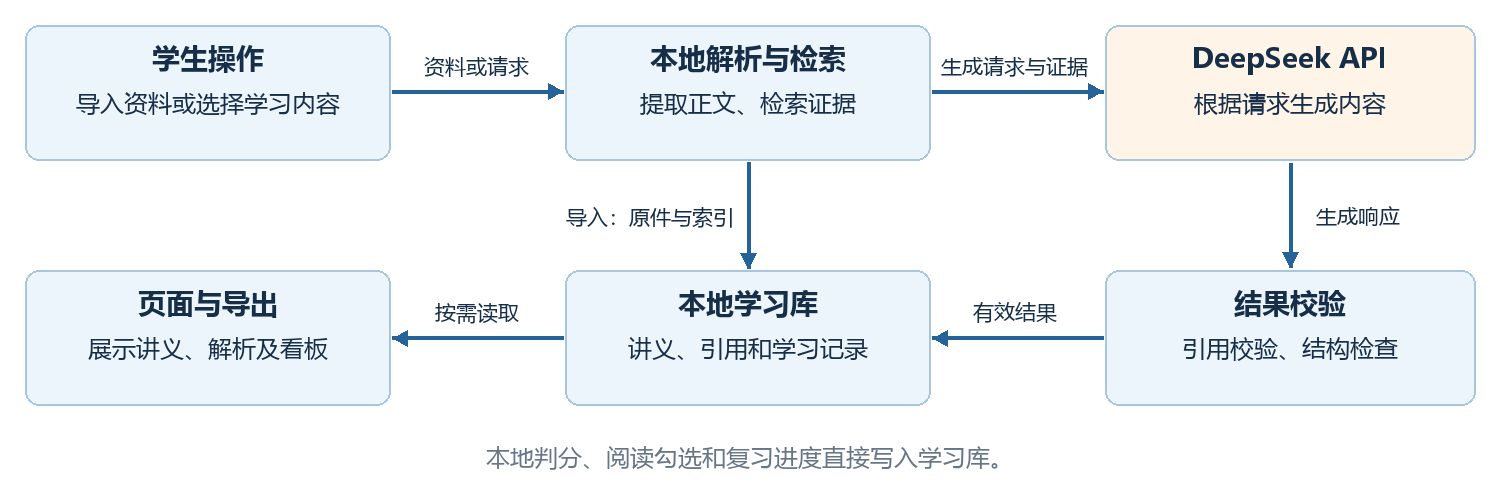 学生操作
导入资料或选择学习内容
资料或请求
本地解析与检索
提取正文、检索证据
生成请求与证据
DeepSeek API
根据请求生成内容
导入：原件与索引
生成响应
页面与导出
展示讲义、解析及看板
按需读取
本地学习库
讲义、引用和学习记录
有效结果
结果校验
引用校验、结构检查
本地判分、阅读勾选和复习进度直接写入学习库。